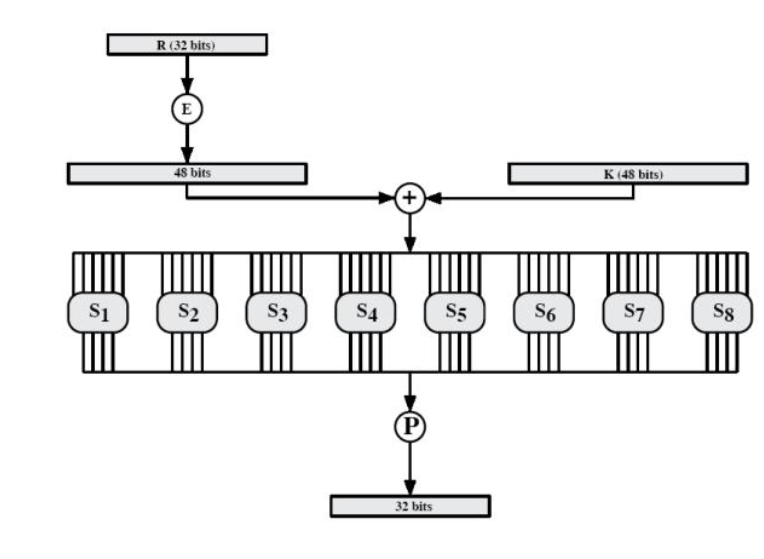 R (32 bits)
E
48 bits
K (48 bits)
+
S1 S2 S3 S4 S5 S6 S7 S8
P
32 bits